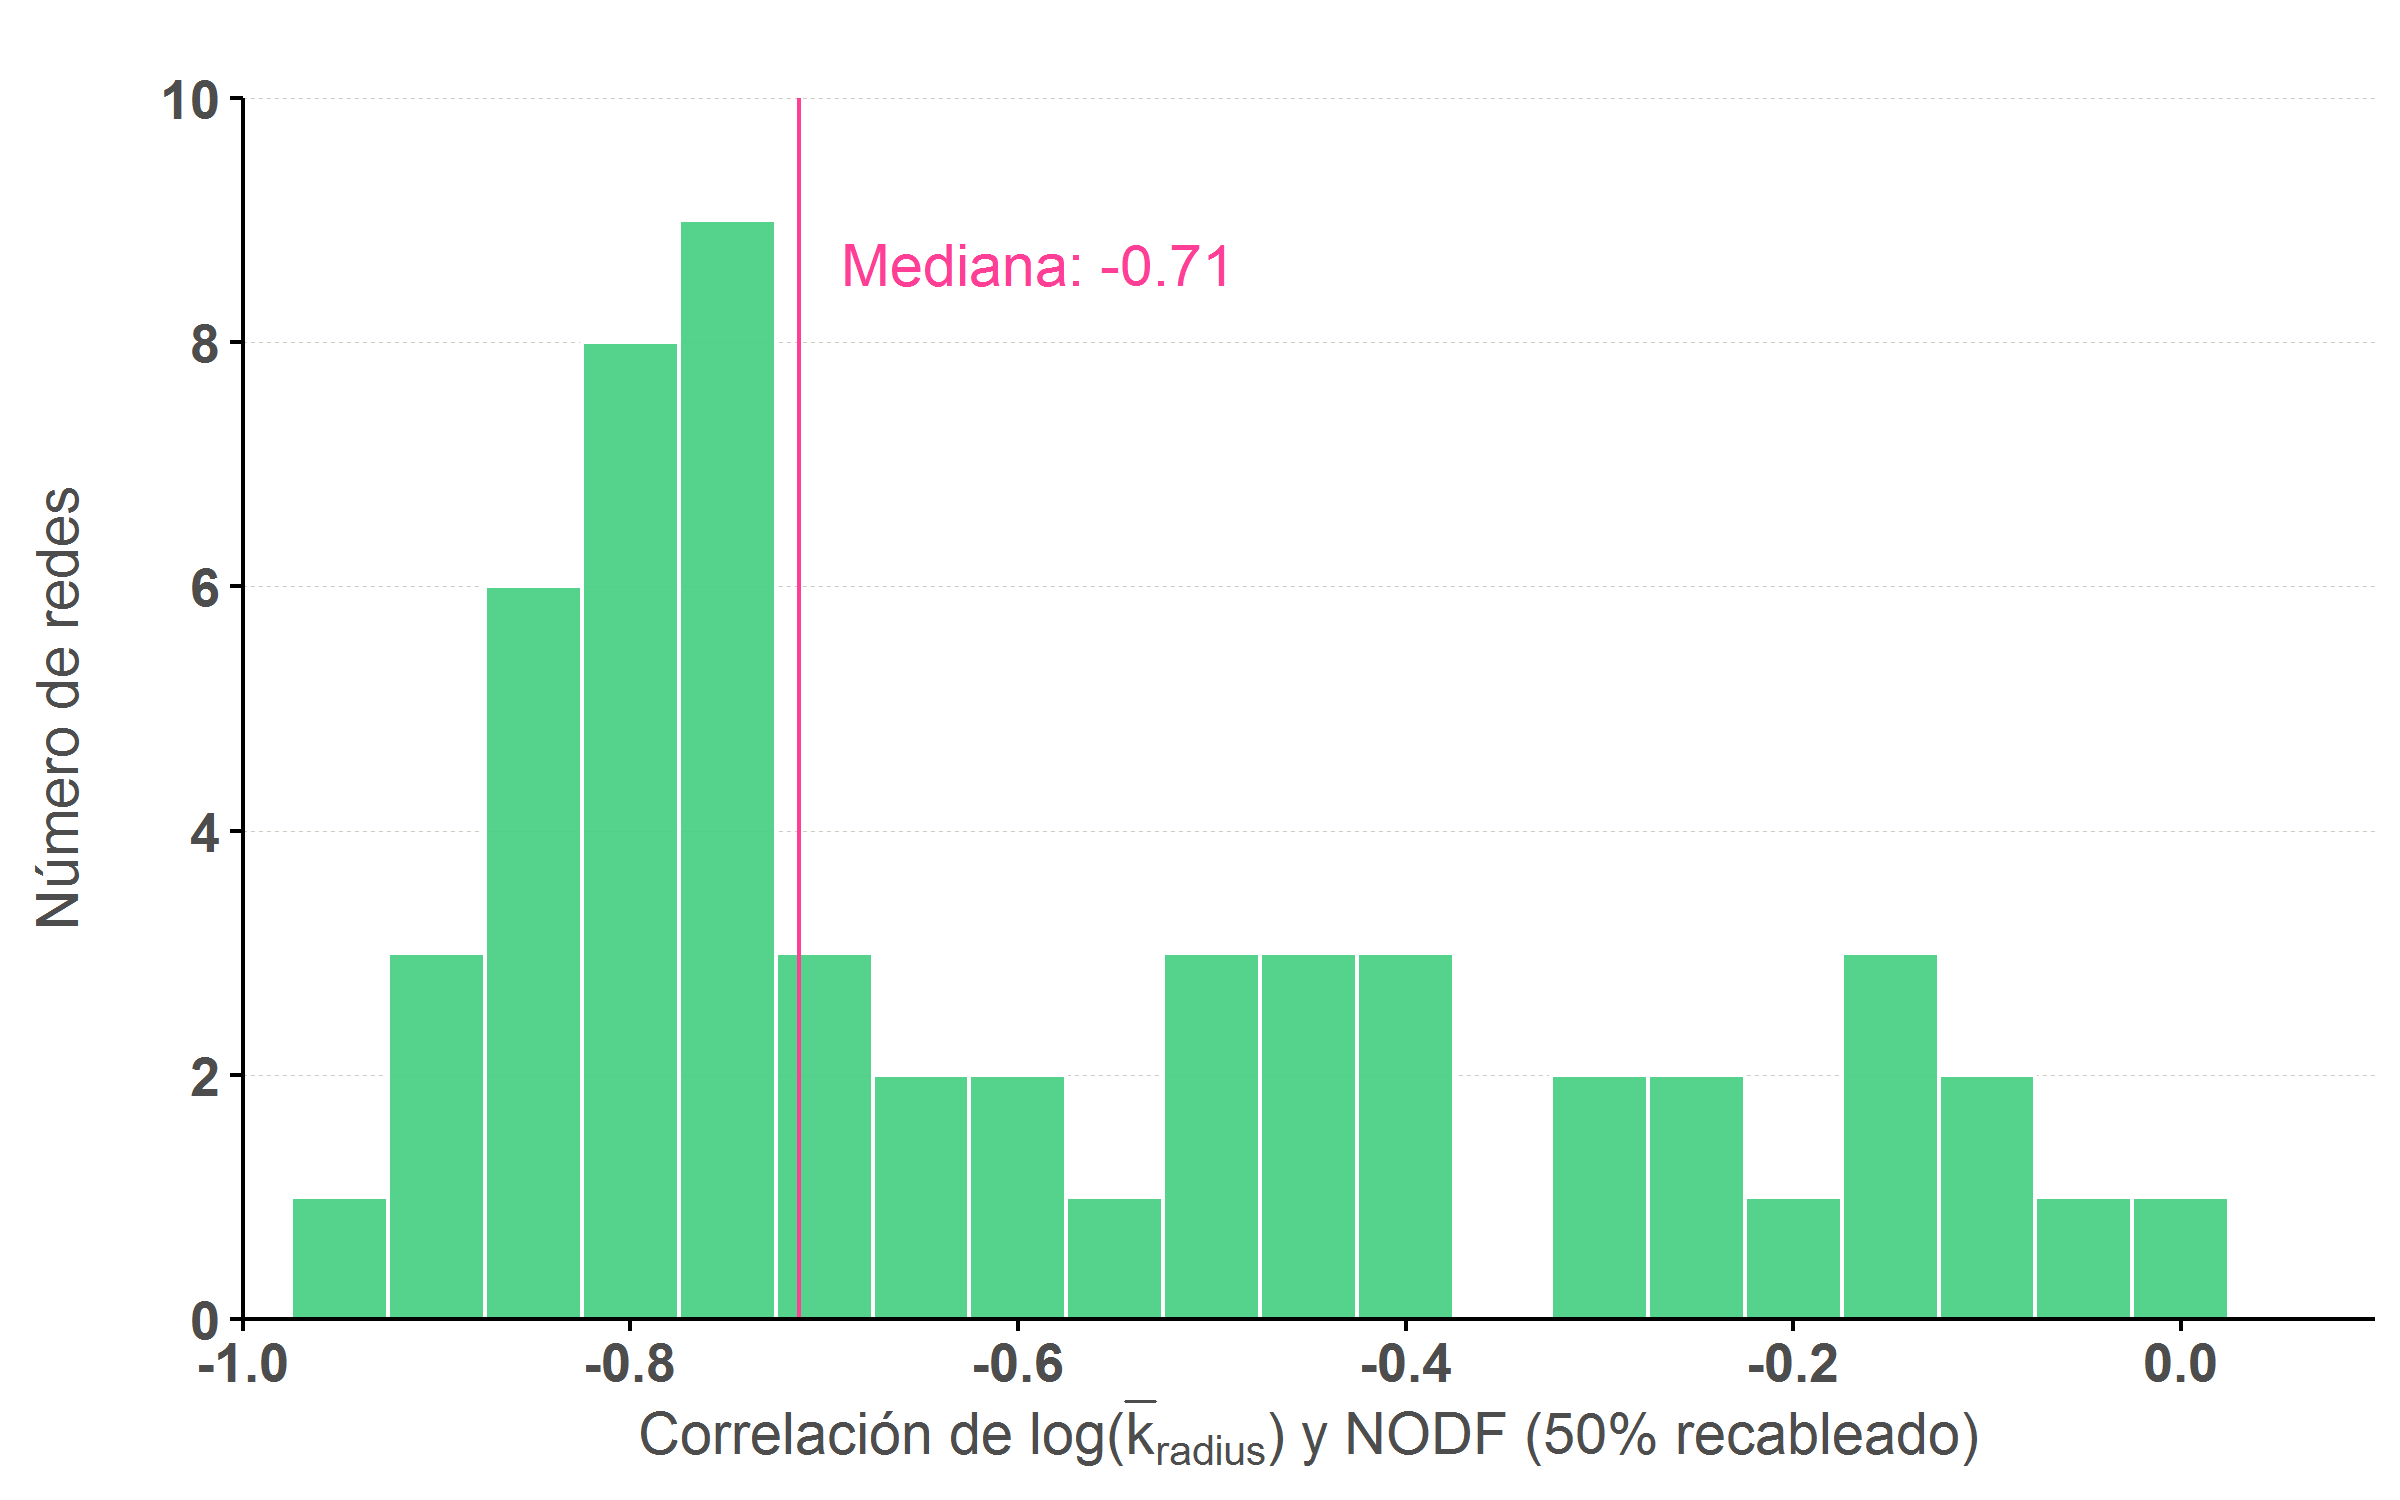 10
8
6
4
2
0
Número de redes
Mediana: -0.71
-1.0 -0.8 -0.6 -0.4 -0.2 0.0
Correlación de log(k̅radius) y NODF (50% recableado)